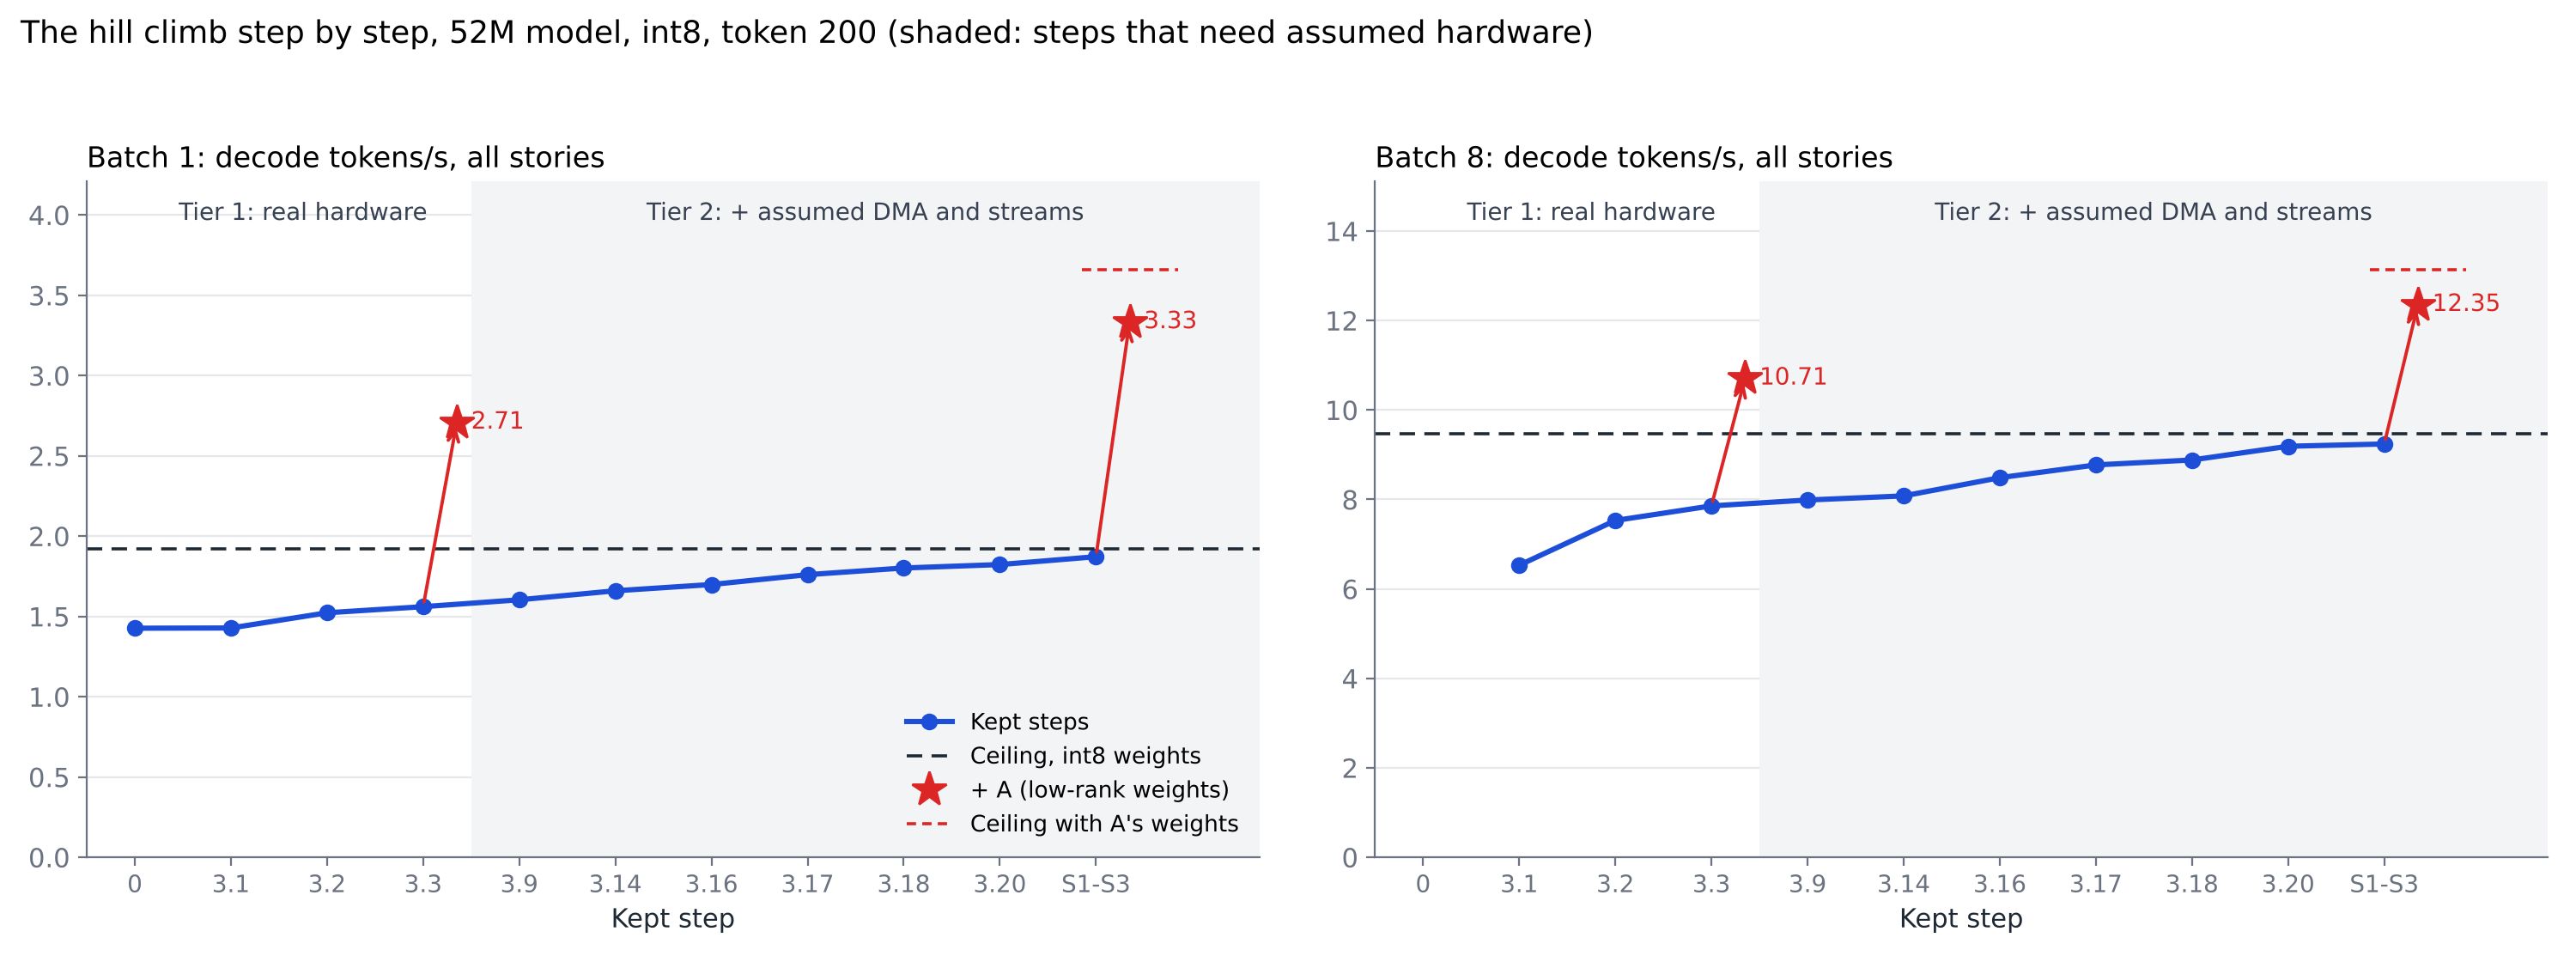 The hill climb step by step, 52M model, int8, token 200 (shaded: steps that need assumed hardware)
Batch 1: decode tokens/s, all stories
Tier 1: real hardware
Tier 2: + assumed DMA and streams
4.0
3.5
3.0
2.5
2.0
1.5
1.0
0.5
0.0
2.71
3.33
Kept steps
Ceiling, int8 weights
+ A (low-rank weights)
Ceiling with A's weights
0 3.1 3.2 3.3 3.9 3.14 3.16 3.17 3.18 3.20 S1-S3
Kept step
Batch 8: decode tokens/s, all stories
Tier 1: real hardware
Tier 2: + assumed DMA and streams
14
12
10
8
6
4
2
0
10.71
12.35
0 3.1 3.2 3.3 3.9 3.14 3.16 3.17 3.18 3.20 S1-S3
Kept step